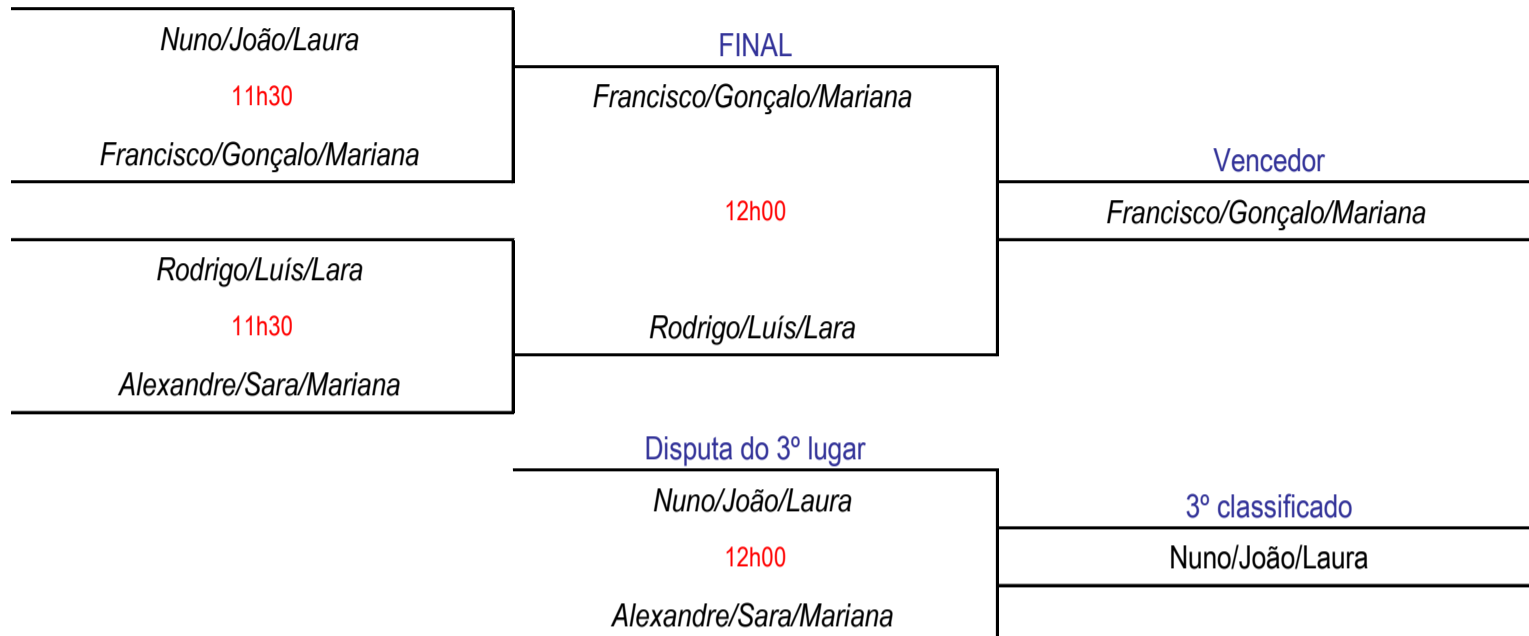 Nuno/João/Laura
11h30
Francisco/Gonçalo/Mariana
Rodrigo/Luís/Lara
11h30
Alexandre/Sara/Mariana
FINAL
Francisco/Gonçalo/Mariana
12h00
Rodrigo/Luís/Lara
Vencedor
Francisco/Gonçalo/Mariana
Disputa do 3º lugar
Nuno/João/Laura
12h00
Alexandre/Sara/Mariana
3º classificado
Nuno/João/Laura